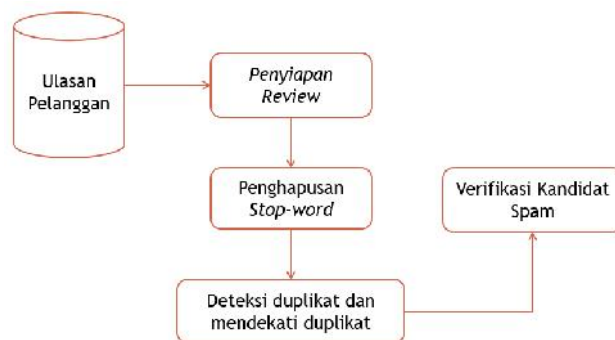 Ulasan
Pelanggan
Penyiapan
Review
Penghapusan
Stop-word
Verifikasi Kandidat
Spam
Deteksi duplikat dan
mendekati duplikat